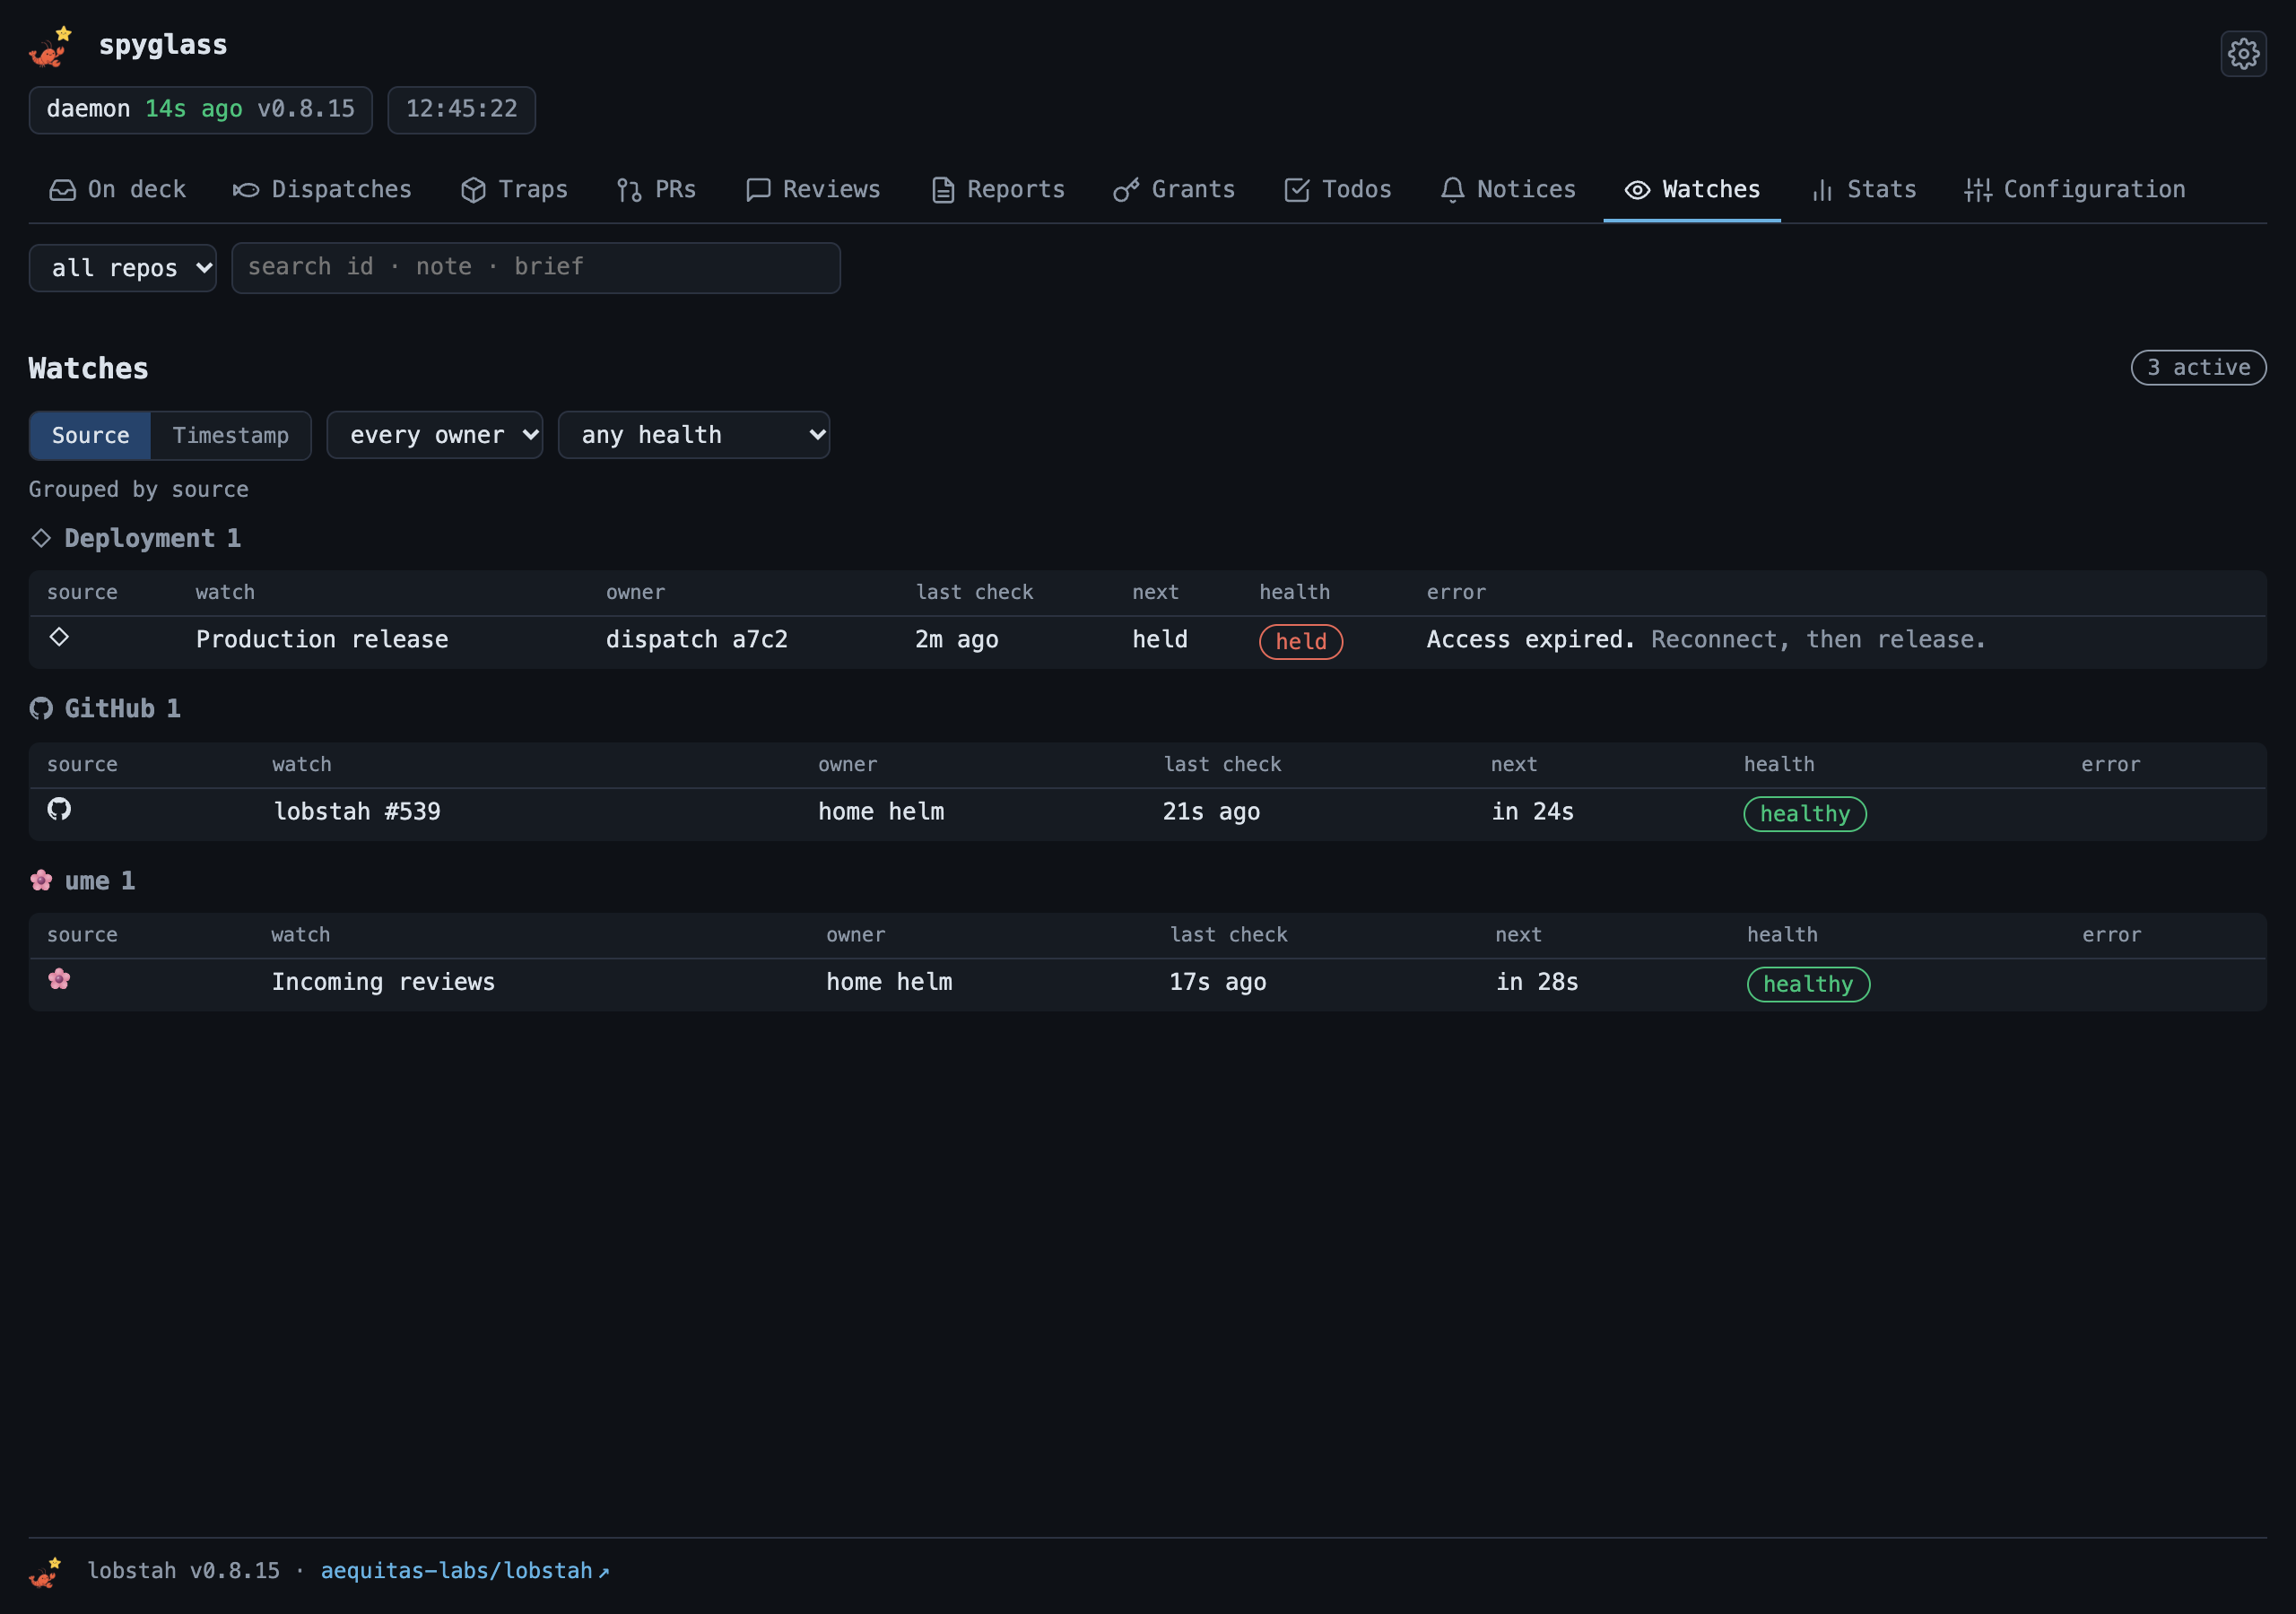 spyglass
daemon 14s ago v0.8.15 12:45:22
On deck Dispatches Traps PRs Reviews Reports Grants Todos Notices Watches Stats Configuration
all repos search id · note · brief
Watches 3 active
Source Timestamp every owner any health
Grouped by source
Deployment 1
source watch owner last check next health error
Production release dispatch a7c2 2m ago held held Access expired. Reconnect, then release.
GitHub 1
source watch owner last check next health error
lobstah #539 home helm 21s ago in 24s healthy
ume 1
source watch owner last check next health error
Incoming reviews home helm 17s ago in 28s healthy
lobstah v0.8.15 · aequitas-labs/lobstah↗